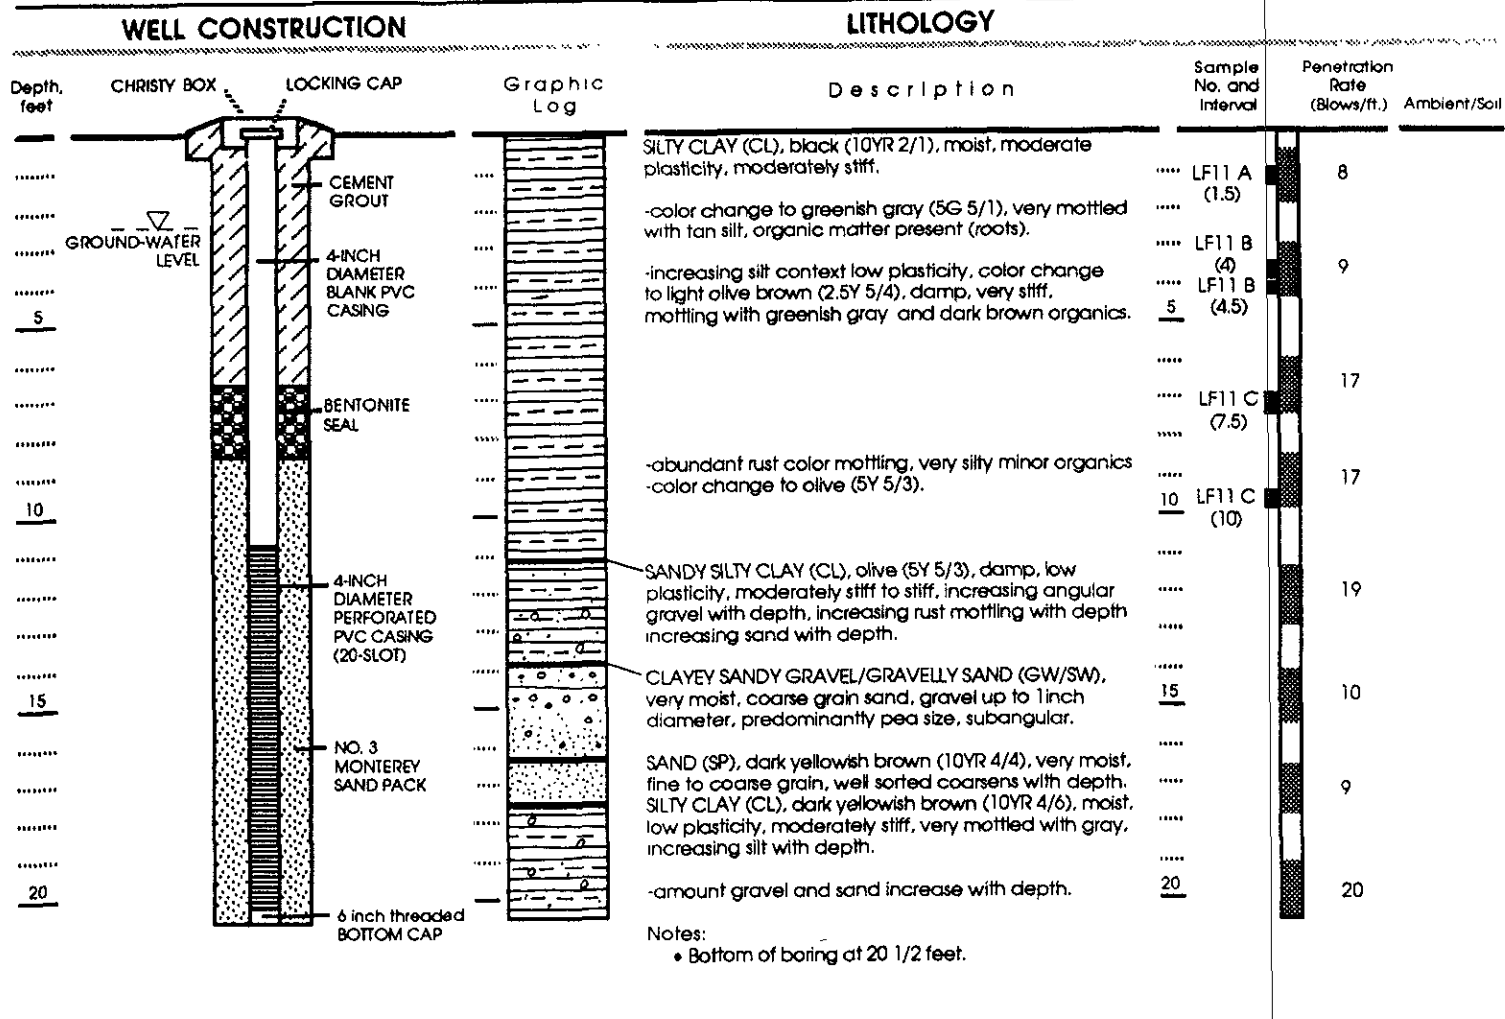 WELL CONSTRUCTION
LITHOLOGY
Depth, feet
CHRISTY BOX
LOCKING CAP
Graphic Log
Description
Sample No. and Interval
Penetration Rate (Blows/ft.)
Ambient/Soil
CEMENT
GROUT
GROUND-WATER
LEVEL
4-INCH
DIAMETER
BLANK PVC
CASING
BENTONITE
SEAL
4-INCH
DIAMETER
PERFORATED
PVC CASING
(20-SLOT)
NO. 3
MONTEREY
SAND PACK
6 inch threaded
BOTTOM CAP
5
10
15
20
SILTY CLAY (CL), black (10YR 2/1), moist, moderate
plasticity, moderately stiff.
-color change to greenish gray (5G 5/1), very mottled
with tan silt, organic matter present (roots).
-increasing silt context low plasticity, color change
to light olive brown (2.5Y 5/4), damp, very stiff,
mottling with greenish gray and dark brown organics.
-abundant rust color mottling, very silty minor organics
-color change to olive (5Y 5/3).
SANDY SILTY CLAY (CL), olive (5Y 5/3), damp, low
plasticity, moderately stiff to stiff, increasing angular
gravel with depth, increasing rust mottling with depth
increasing sand with depth.
CLAYEY SANDY GRAVEL/GRAVELLY SAND (GW/SW),
very moist, coarse grain sand, gravel up to 1inch
diameter, predominantly pea size, subangular.
SAND (SP), dark yellowish brown (10YR 4/4), very moist,
fine to coarse grain, well sorted coarsens with depth.
SILTY CLAY (CL), dark yellowish brown (10YR 4/6), moist,
low plasticity, moderately stiff, very mottled with gray,
increasing silt with depth.
-amount gravel and sand increase with depth.
Notes:
• Bottom of boring at 20 1/2 feet.
5
10
15
20
LF11 A
(1.5)
LF11 B
(4)
LF11 B
(4.5)
LF11 C
(7.5)
LF11 C
(10)
8
9
17
17
19
10
9
20